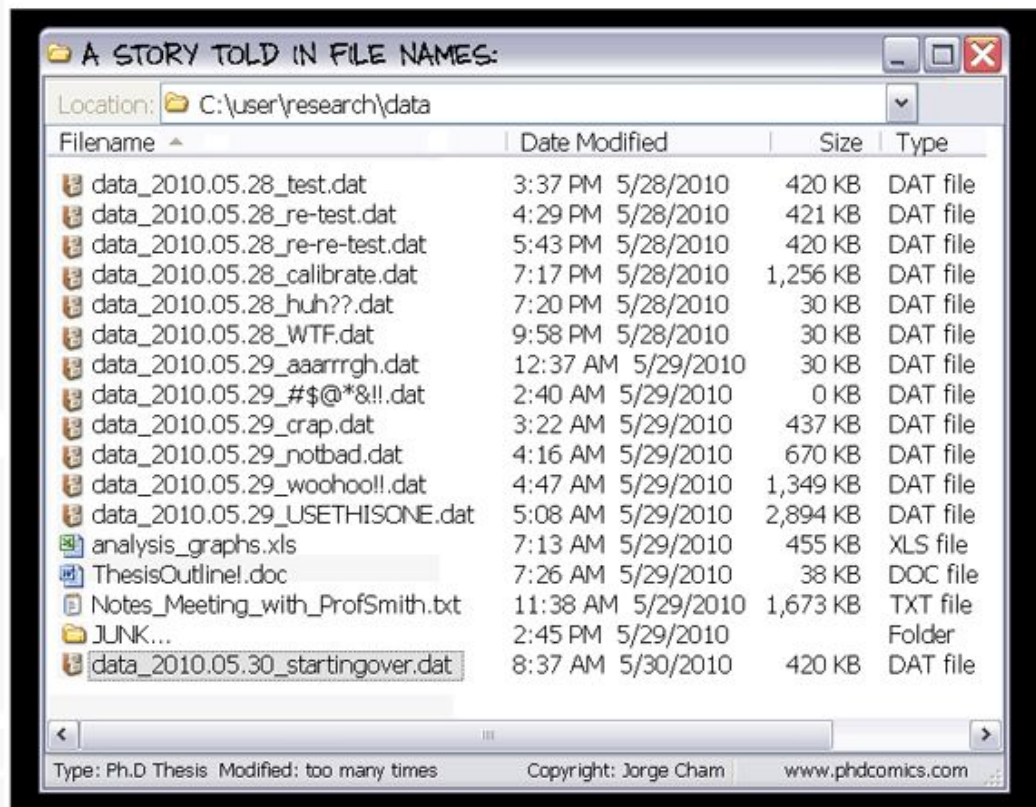 A STORY TOLD IN FILE NAMES:
Location: C:\user\research\data
Filename Date Modified Size Type
data_2010.05.28_test.dat 3:37 PM 5/28/2010 420 KB DAT file
data_2010.05.28_re-test.dat 4:29 PM 5/28/2010 421 KB DAT file
data_2010.05.28_re-re-test.dat 5:43 PM 5/28/2010 420 KB DAT file
data_2010.05.28_calibrate.dat 7:17 PM 5/28/2010 1,256 KB DAT file
data_2010.05.28_huh??.dat 7:20 PM 5/28/2010 30 KB DAT file
data_2010.05.28_WTF.dat 9:58 PM 5/28/2010 30 KB DAT file
data_2010.05.29_aaarrrgh.dat 12:37 AM 5/29/2010 30 KB DAT file
data_2010.05.29_#$@*&!!.dat 2:40 AM 5/29/2010 0 KB DAT file
data_2010.05.29_crap.dat 3:22 AM 5/29/2010 437 KB DAT file
data_2010.05.29_notbad.dat 4:16 AM 5/29/2010 670 KB DAT file
data_2010.05.29_woohoo!!.dat 4:47 AM 5/29/2010 1,349 KB DAT file
data_2010.05.29_USETHISONE.dat 5:08 AM 5/29/2010 2,894 KB DAT file
analysis_graphs.xls 7:13 AM 5/29/2010 455 KB XLS file
ThesisOutline!.doc 7:26 AM 5/29/2010 38 KB DOC file
Notes_Meeting_with_ProfSmith.txt 11:38 AM 5/29/2010 1,673 KB TXT file
JUNK... 2:45 PM 5/29/2010 Folder
data_2010.05.30_startingover.dat 8:37 AM 5/30/2010 420 KB DAT file
Type: Ph.D Thesis Modified: too many times Copyright: Jorge Cham www.phdcomics.com